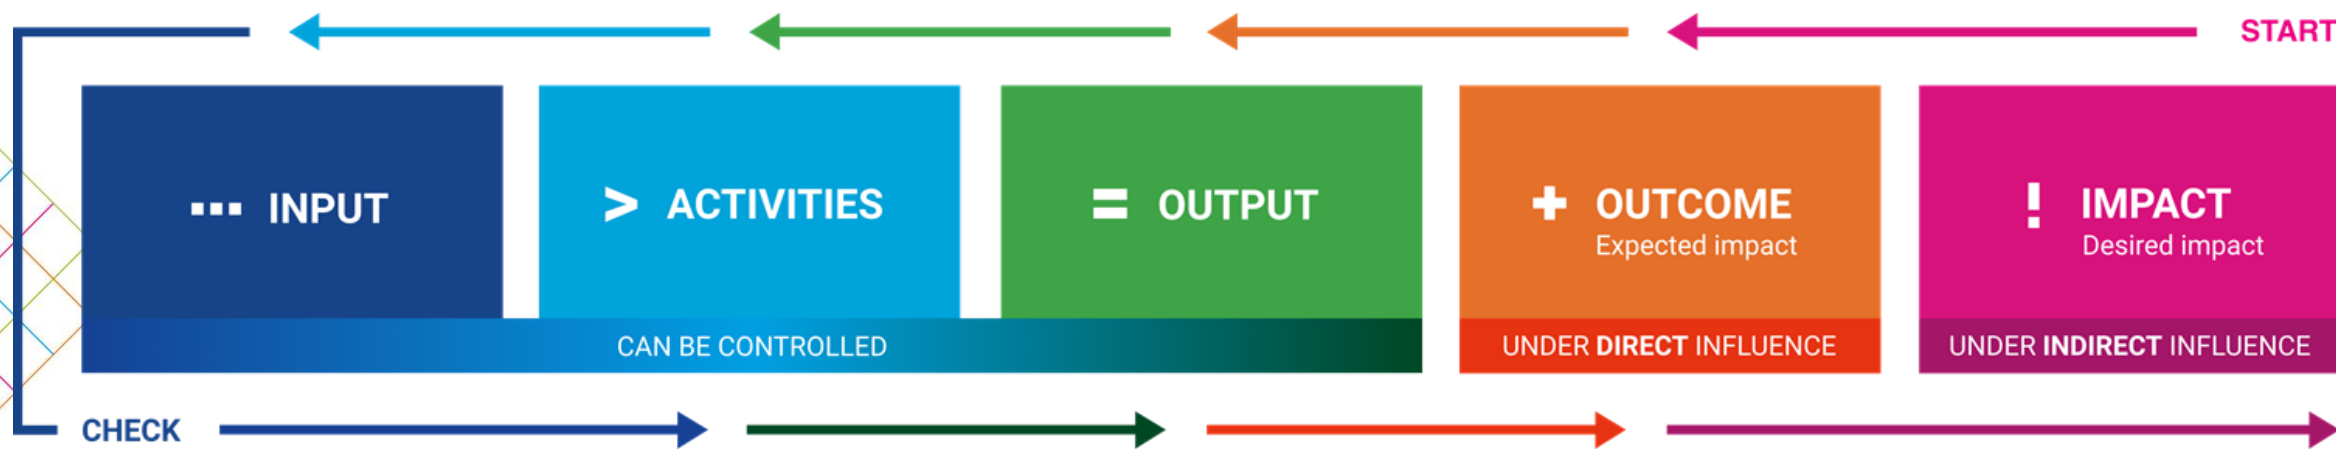 START
INPUT
> ACTIVITIES
= OUTPUT
+ OUTCOME
Expected impact
! IMPACT
Desired impact
CAN BE CONTROLLED
UNDER DIRECT INFLUENCE
UNDER INDIRECT INFLUENCE
CHECK